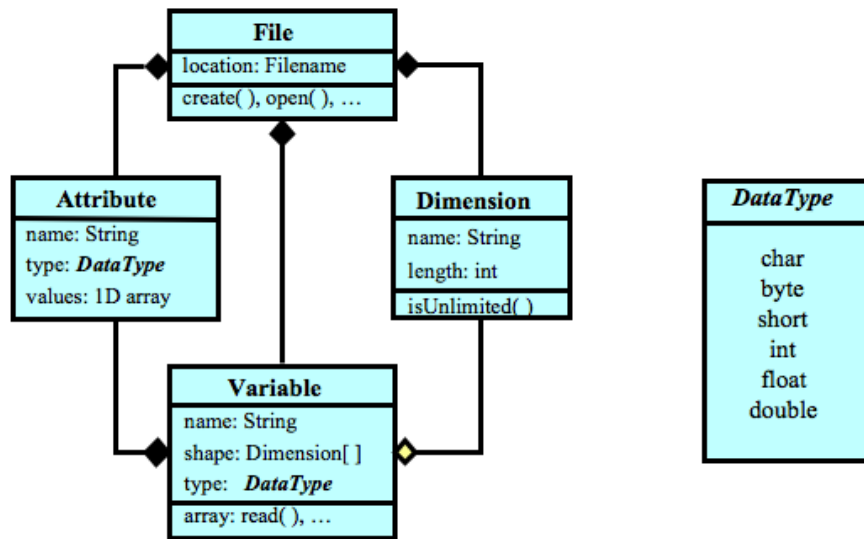 File
location: Filename
create( ), open( ), …
Attribute
name: String
type: DataType
values: 1D array
Dimension
name: String
length: int
isUnlimited( )
Variable
name: String
shape: Dimension[ ]
type: DataType
array: read( ), …
DataType
char
byte
short
int
float
double